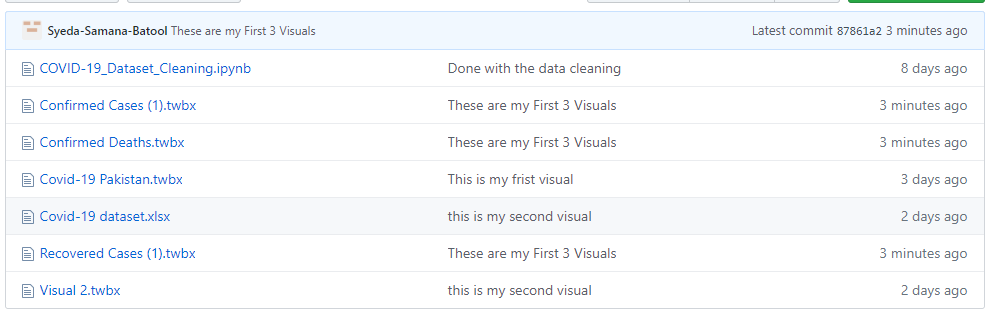 Syeda-Samana-Batool These are my First 3 Visuals Latest commit 87861a2 3 minutes ago
COVID-19_Dataset_Cleaning.ipynb Done with the data cleaning 8 days ago
Confirmed Cases (1).twbx These are my First 3 Visuals 3 minutes ago
Confirmed Deaths.twbx These are my First 3 Visuals 3 minutes ago
Covid-19 Pakistan.twbx This is my frist visual 3 days ago
Covid-19 dataset.xlsx this is my second visual 2 days ago
Recovered Cases (1).twbx These are my First 3 Visuals 3 minutes ago
Visual 2.twbx this is my second visual 2 days ago